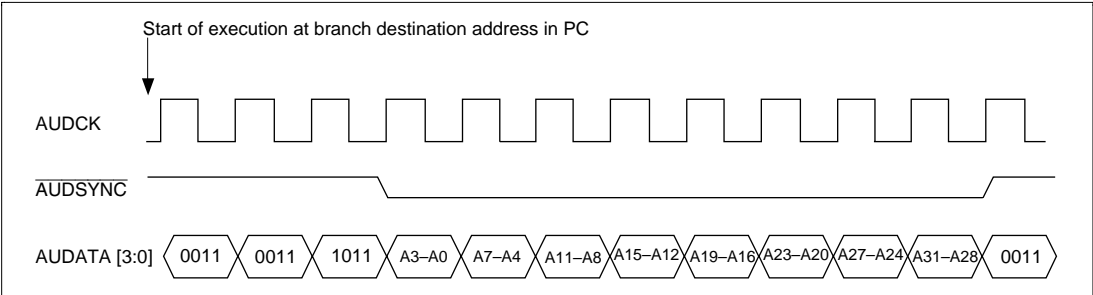 Start of execution at branch destination address in PC
AUDCK
AUDSYNC
AUDATA [3:0] 0011 0011 1011 A3–A0 A7–A4 A11–A8 A15–A12 A19–A16 A23–A20 A27–A24 A31–A28 0011